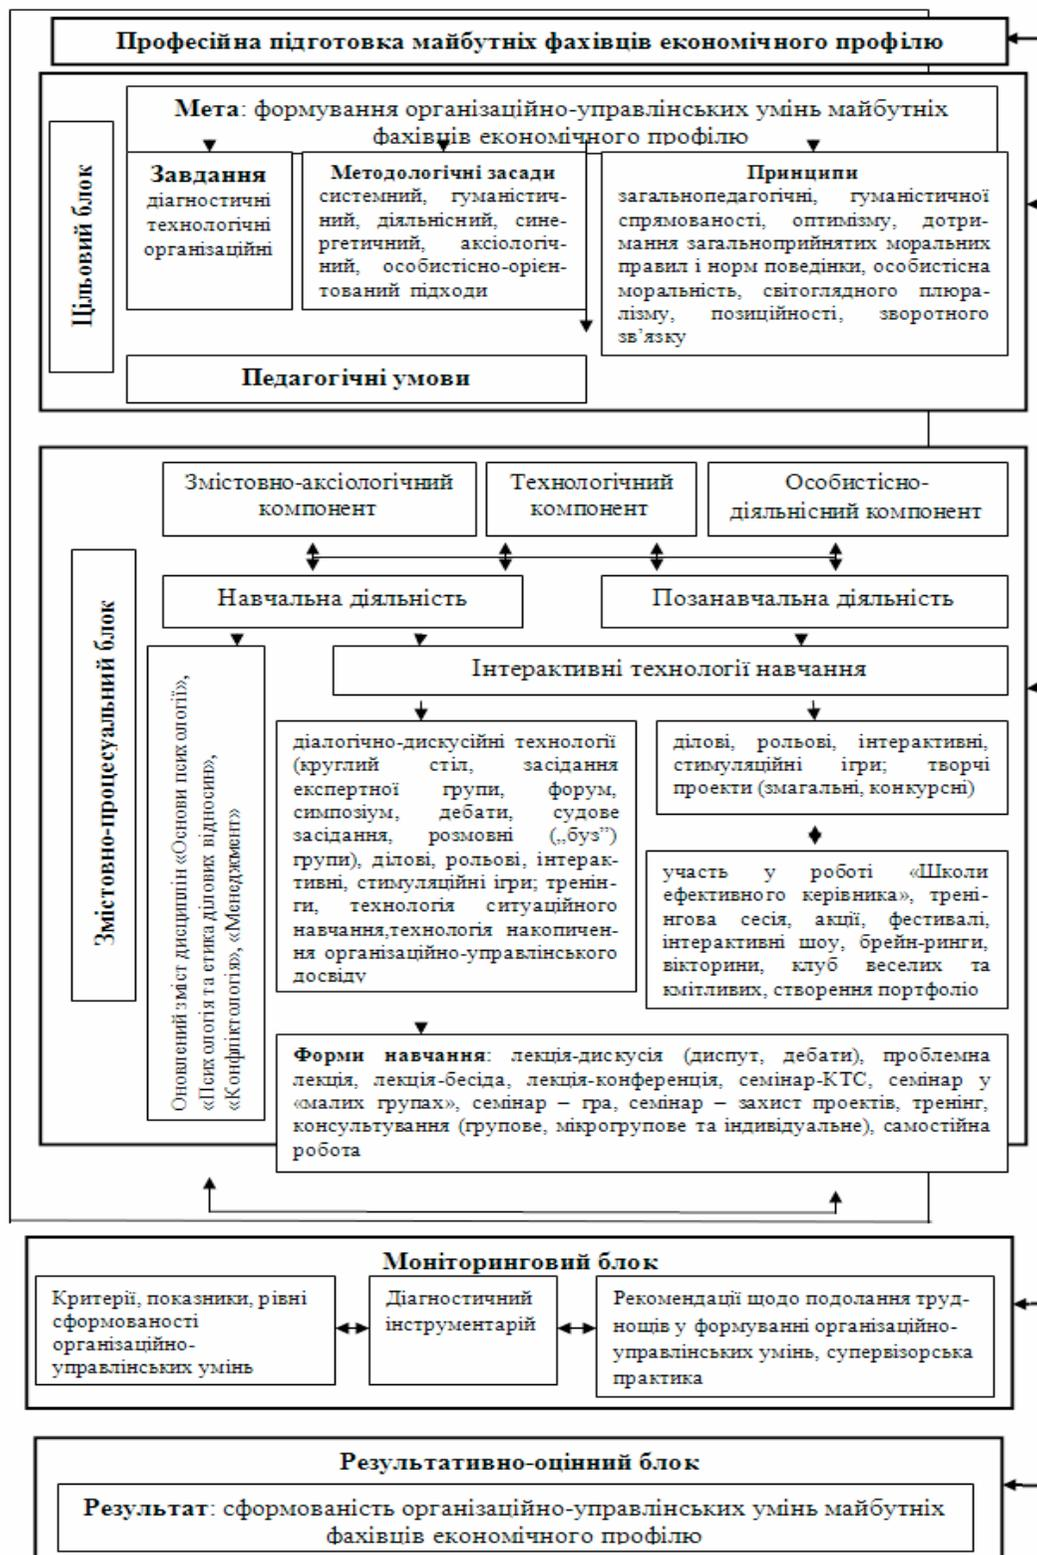 Професійна підготовка майбутніх фахівців економічного профілю
Мета: формування організаційно-управлінських умінь майбутніх
фахівців економічного профілю
Цільовий блок
Завдання
діагностичні
технологічні
організаційні
Методологічні засади
системний, гуманістич-
ний, діяльнісний, сине-
ргетичний, аксіологіч-
ний, особистісно-орієн-
тований підходи
Принципи
загальнопедагогічні, гуманістичної
спрямованості, оптимізму, дотри-
мання загальноприйнятих моральних
правил і норм поведінки, особистісна
моральність, світоглядного плюра-
лізму, позиційності, зворотного
зв’язку
Педагогічні умови
Змістовно-процесуальний блок
Змістовно-аксіологічний
компонент
Технологічний
компонент
Особистісно-
діяльнісний компонент
Навчальна діяльність
Позанавчальна діяльність
Оновлений зміст дисциплін «Основи психології»,
«Психологія та етика ділових відносин»,
«Конфліктологія», «Менеджмент»
Інтерактивні технології навчання
діалогічно-дискусійні технології
(круглий стіл, засідання
експертної групи, форум,
симпозіум, дебати, судове
засідання, розмовні („буз”)
групи), ділові, рольові, інтерак-
тивні, стимуляційні ігри; тренін-
ги, технологія ситуаційного
навчання,технологія накопичен-
ня організаційно-управлінського
досвіду
ділові, рольові, інтерактивні,
стимуляційні ігри; творчі
проекти (змагальні, конкурсні)
участь у роботі «Школи
ефективного керівника», трені-
нгова сесія, акції, фестивалі,
інтерактивні шоу, брейн-ринги,
вікторини, клуб веселих та
кмітливих, створення портфоліо
Форми навчання: лекція-дискусія (диспут, дебати), проблемна
лекція, лекція-бесіда, лекція-конференція, семінар-КТС, семінар у
«малих групах», семінар – гра, семінар – захист проектів, тренінг,
консультування (групове, мікрогрупове та індивідуальне), самостійна
робота
Моніторинговий блок
Критерії, показники, рівні
сформованості
організаційно-
управлінських умінь
Діагностичний
інструментарій
Рекомендації щодо подолання труд-
нощів у формуванні організаційно-
управлінських умінь, супервізорська
практика
Результативно-оцінний блок
Результат: сформованість організаційно-управлінських умінь майбутніх
фахівців економічного профілю